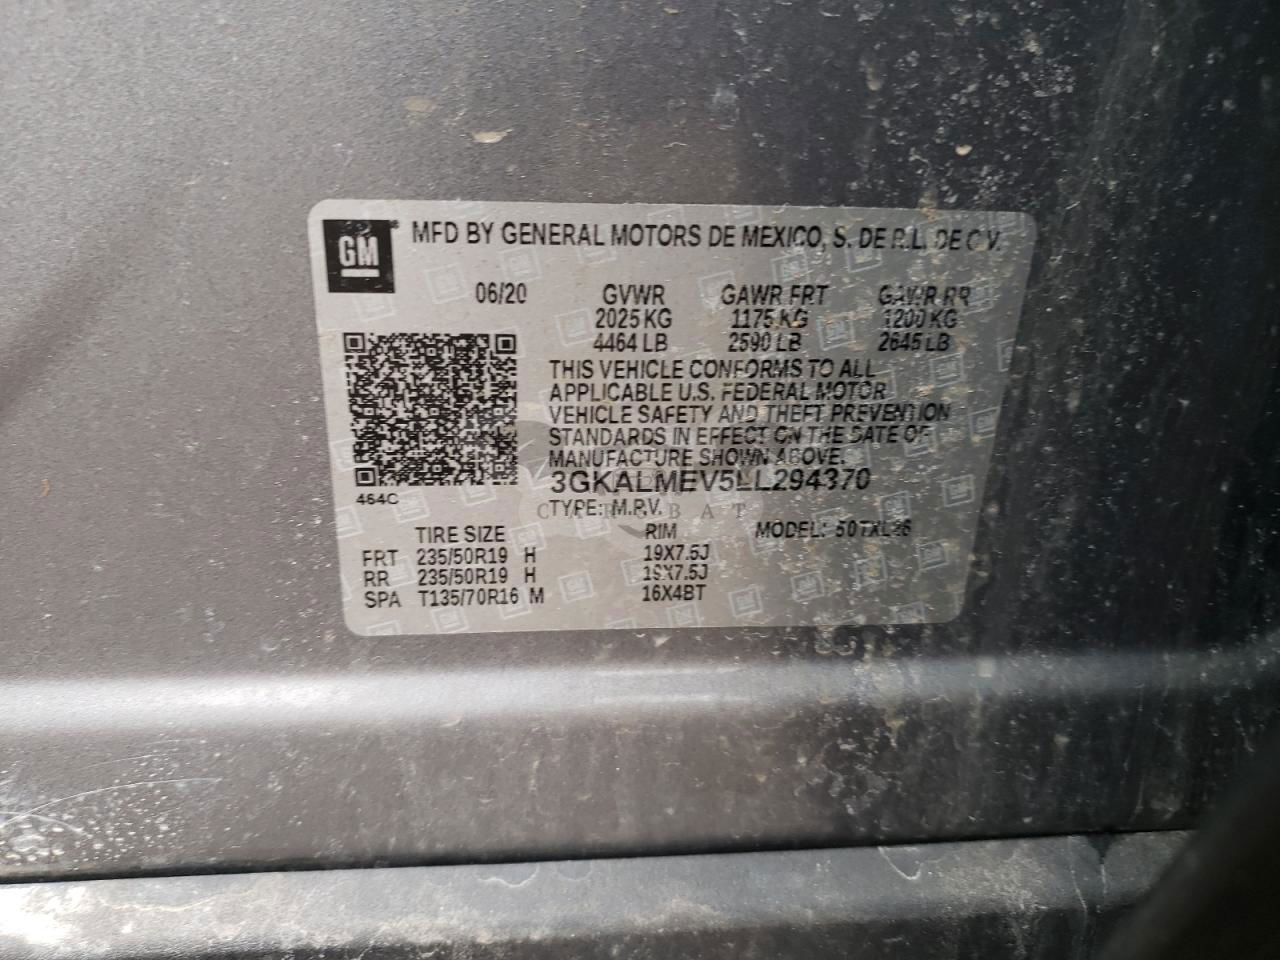 GM
MFD BY GENERAL MOTORS DE MEXICO, S. DE R.L. DE C.V.
06/20 GVWR GAWR FRT GAWR RR
2025 KG 1175 KG 1200 KG
4464 LB 2590 LB 2645 LB
THIS VEHICLE CONFORMS TO ALL
APPLICABLE U.S. FEDERAL MOTOR
VEHICLE SAFETY AND THEFT PREVENTION
STANDARDS IN EFFECT ON THE DATE OF
MANUFACTURE SHOWN ABOVE.
464C
3GKALMEV5LL294370
TYPE: M.P.V.
CARSBAT
TIRE SIZE RIM MODEL: 50TXL26
FRT 235/50R19 H 19X7.5J
RR 235/50R19 H 19X7.5J
SPA T135/70R16 M 16X4BT